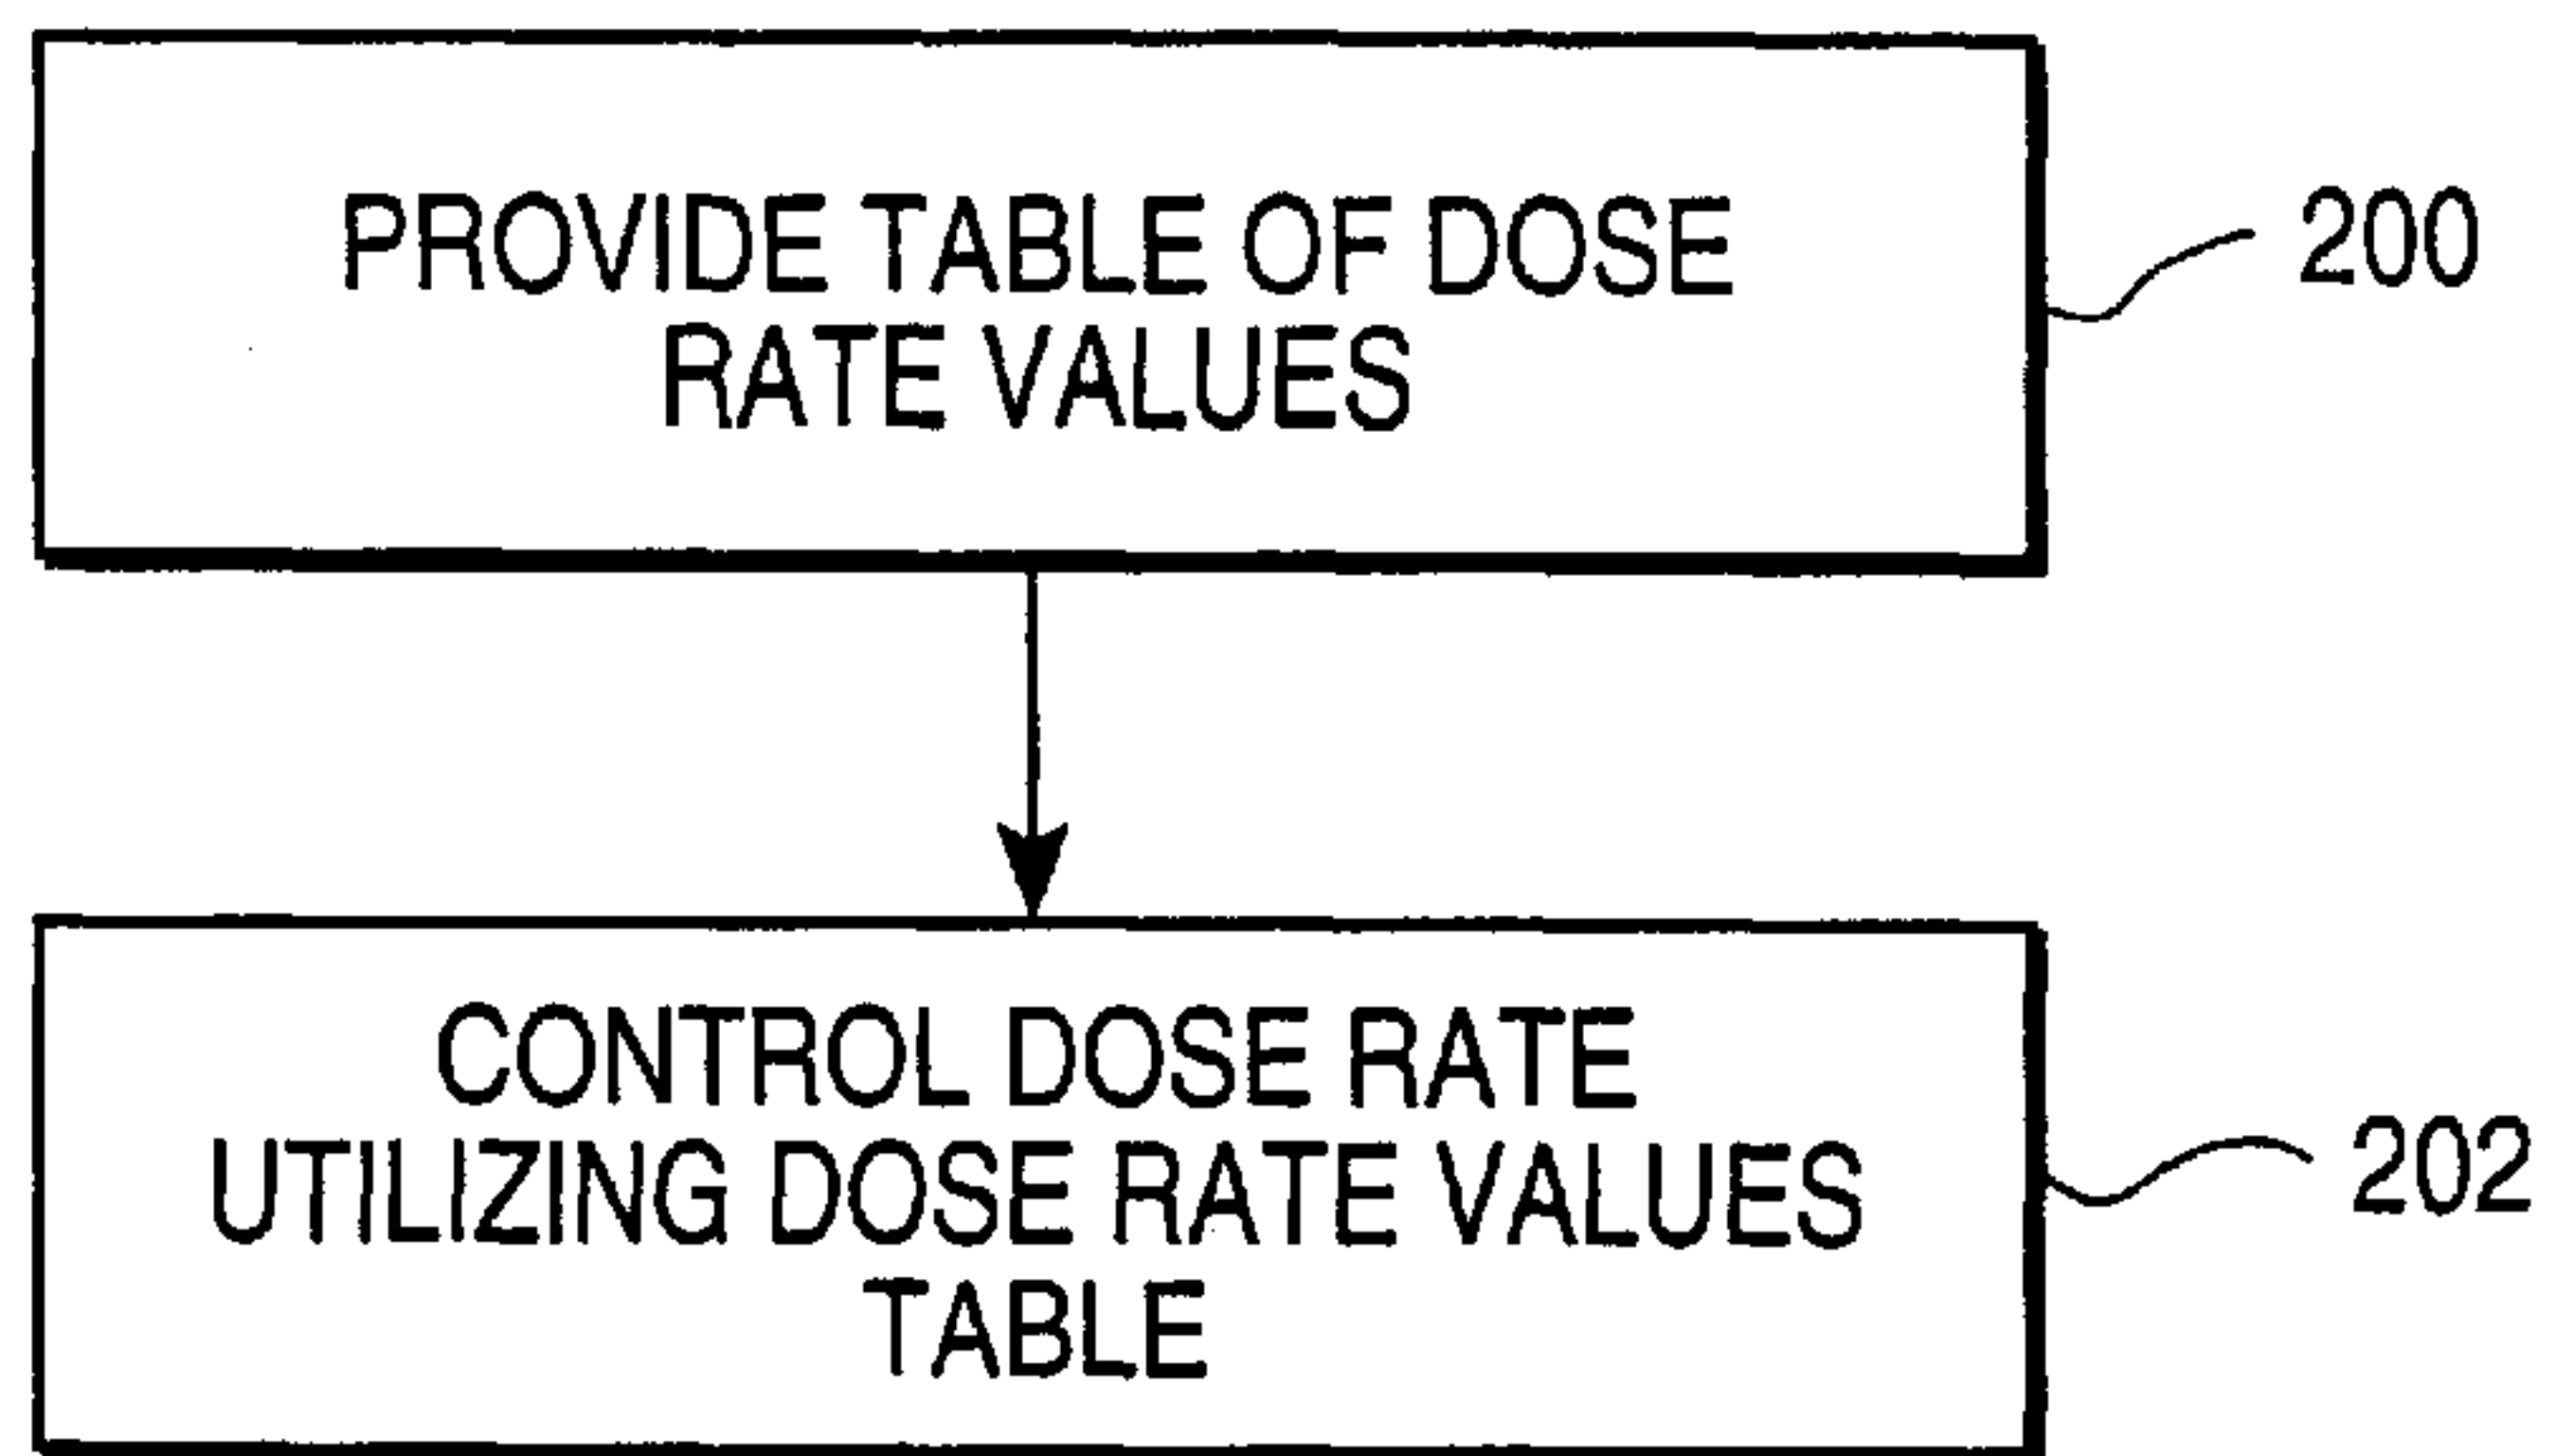 PROVIDE TABLE OF DOSE
RATE VALUES
200
CONTROL DOSE RATE
UTILIZING DOSE RATE VALUES
TABLE
202